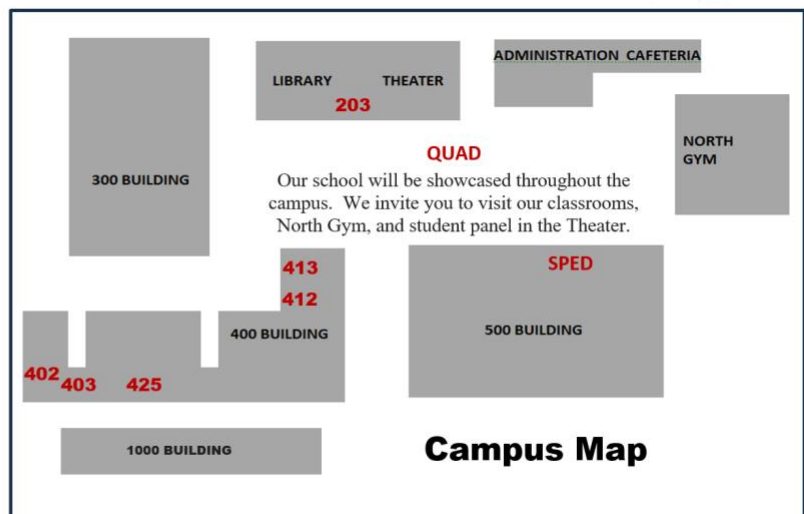 ADMINISTRATION CAFETERIA
LIBRARY THEATER
203
NORTH
GYM
QUAD
300 BUILDING
Our school will be showcased throughout the
campus. We invite you to visit our classrooms,
North Gym, and student panel in the Theater.
413
SPED
412
400 BUILDING
500 BUILDING
402
403
425
1000 BUILDING
Campus Map